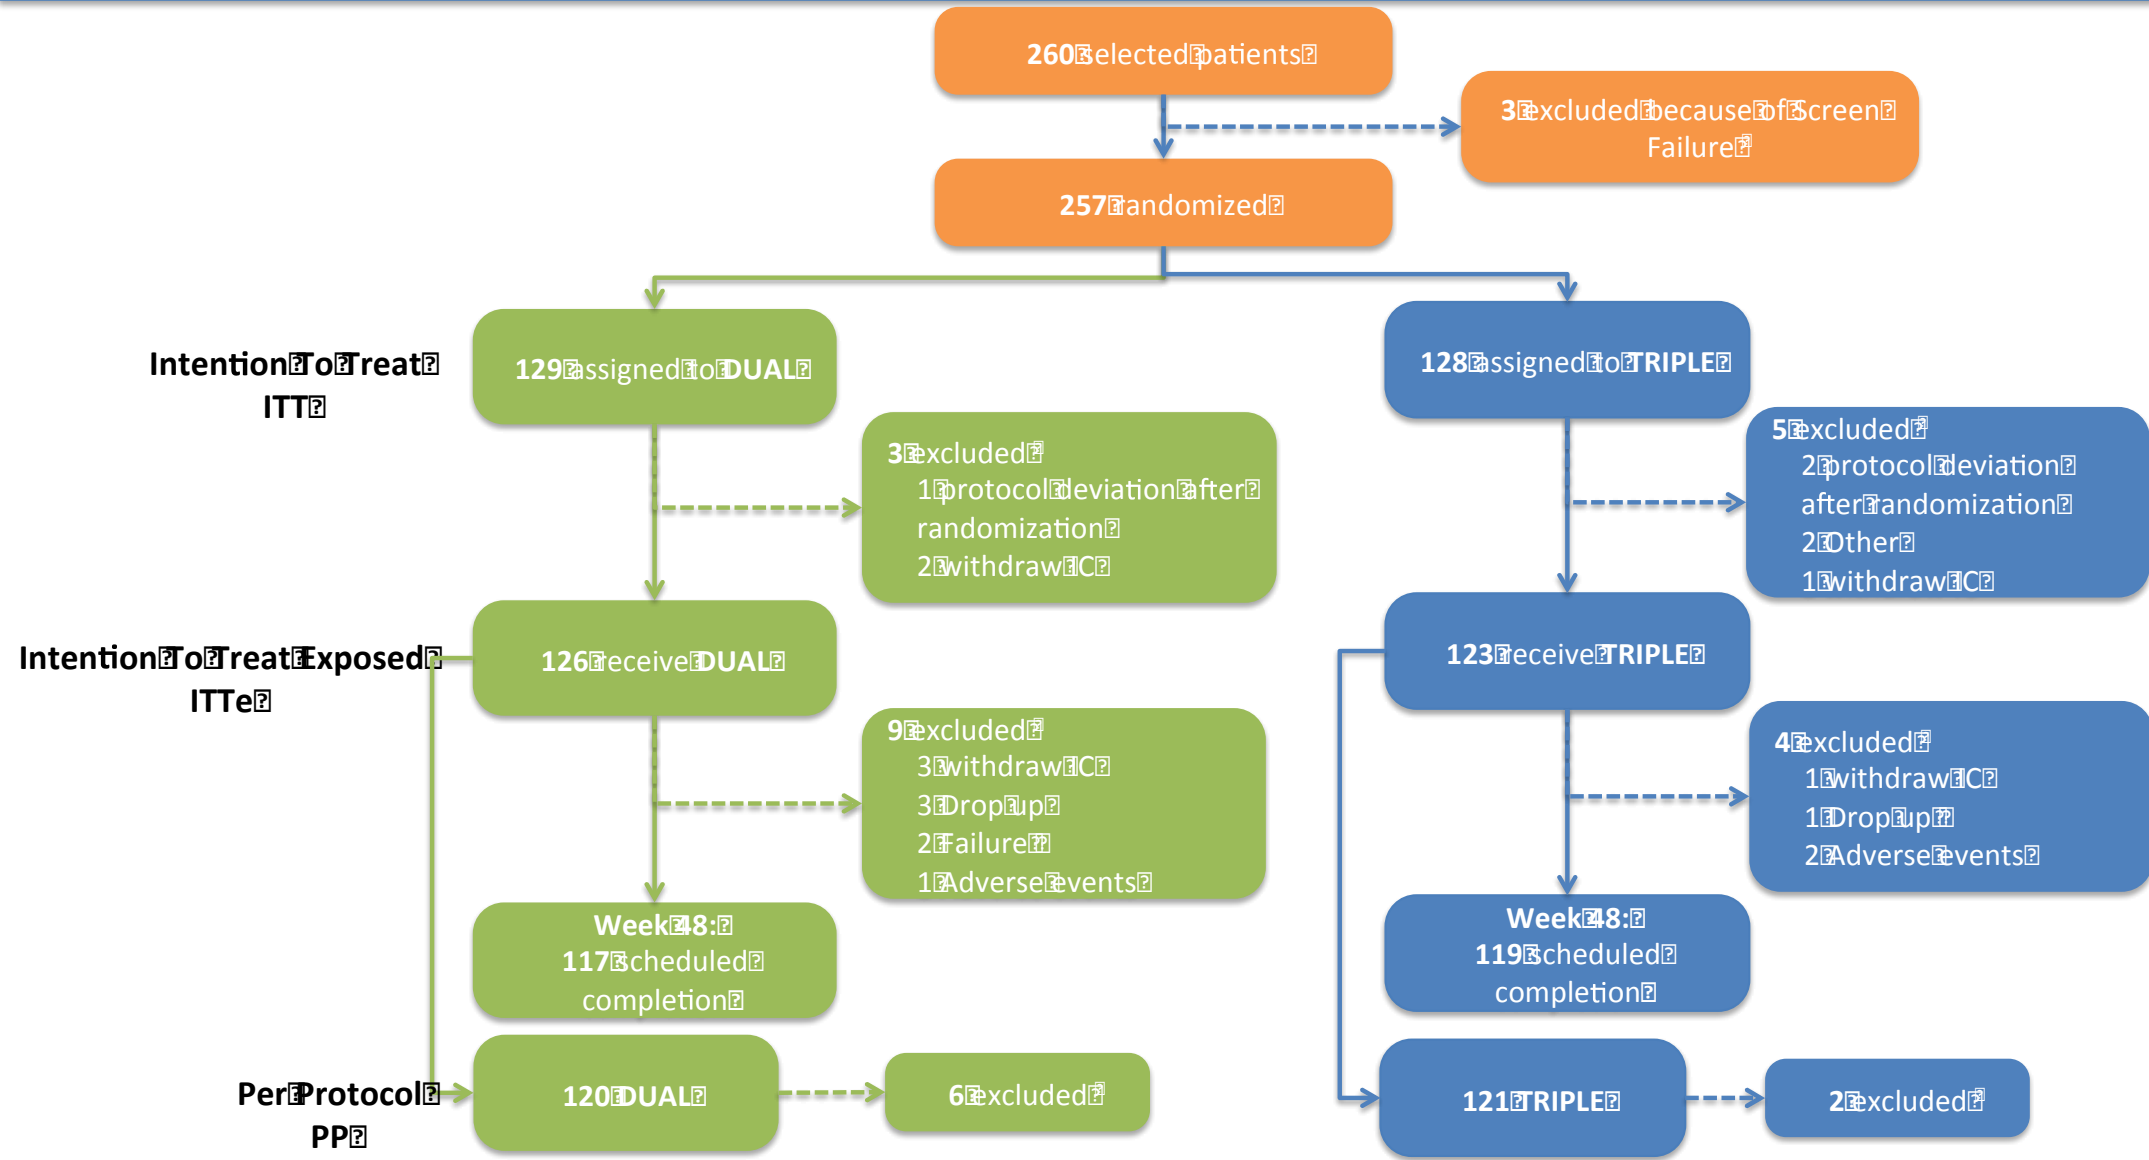 260 selected patients
3 excluded because of Screen
Failure
257 randomized
Intention To Treat
ITT
129 assigned to DUAL
128 assigned to TRIPLE
3 excluded
1 protocol deviation after
randomization
2 withdraw IC
5 excluded
2 protocol deviation
after randomization
2 Other
1 withdraw IC
Intention To Treat Exposed
ITTe
126 receive DUAL
123 receive TRIPLE
9 excluded
3 withdraw IC
3 Drop up
2 Failure
1 Adverse events
4 excluded
1 withdraw IC
1 Drop up
2 Adverse events
Week 48:
117 scheduled
completion
Week 48:
119 scheduled
completion
Per Protocol
PP
120 DUAL
6 excluded
121 TRIPLE
2 excluded